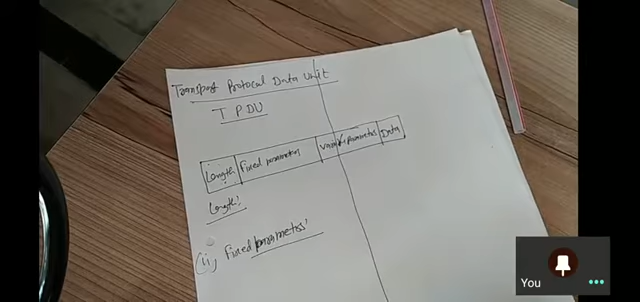 Transport Protocol Data Unit
T P D U
Length Fixed parameters Variable parameters Data
Length:
(ii) Fixed parameters:
You